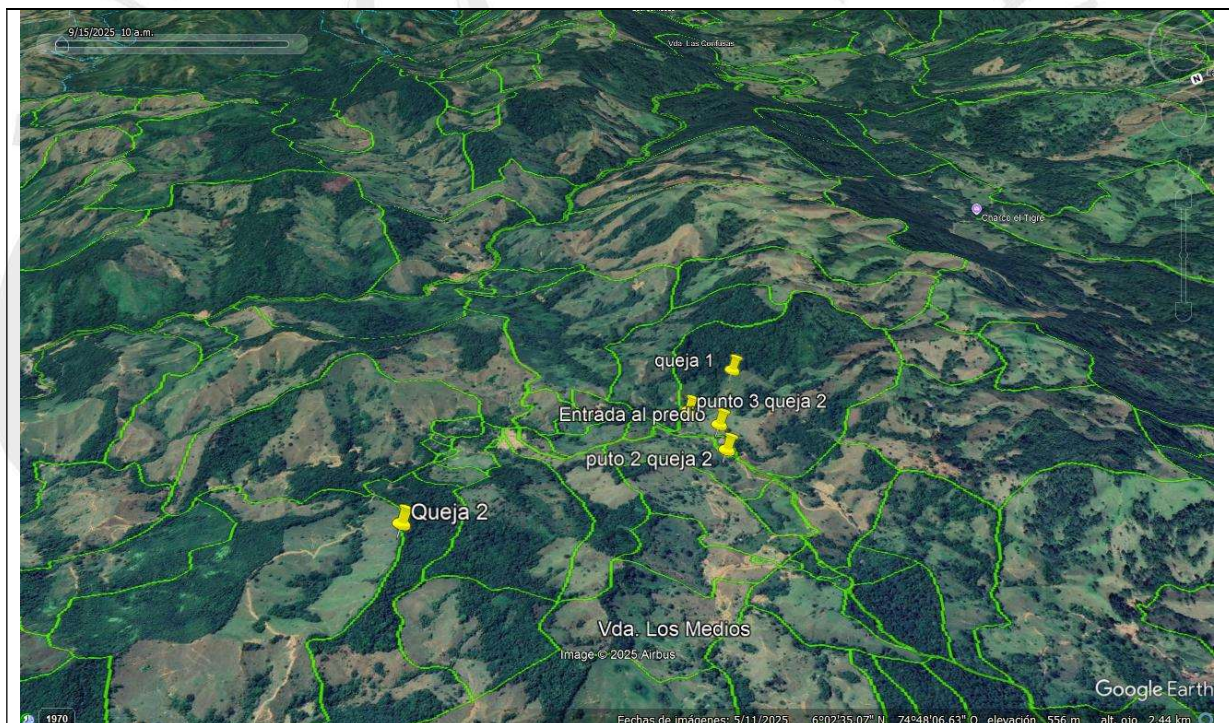 9/15/2025 10 a.m.
Vda. Las Confusas
N
Charco el Tigre
queja 1
punto 3 queja 2
Entrada al predio
puto 2 queja 2
Queja 2
Vda. Los Medios
Image © 2025 Airbus
Google Earth
1970
Fechas de imágenes: 5/11/2025 6°02'35.07" N 74°48'06.63" O elevación 556 m alt. ojo 2.44 km